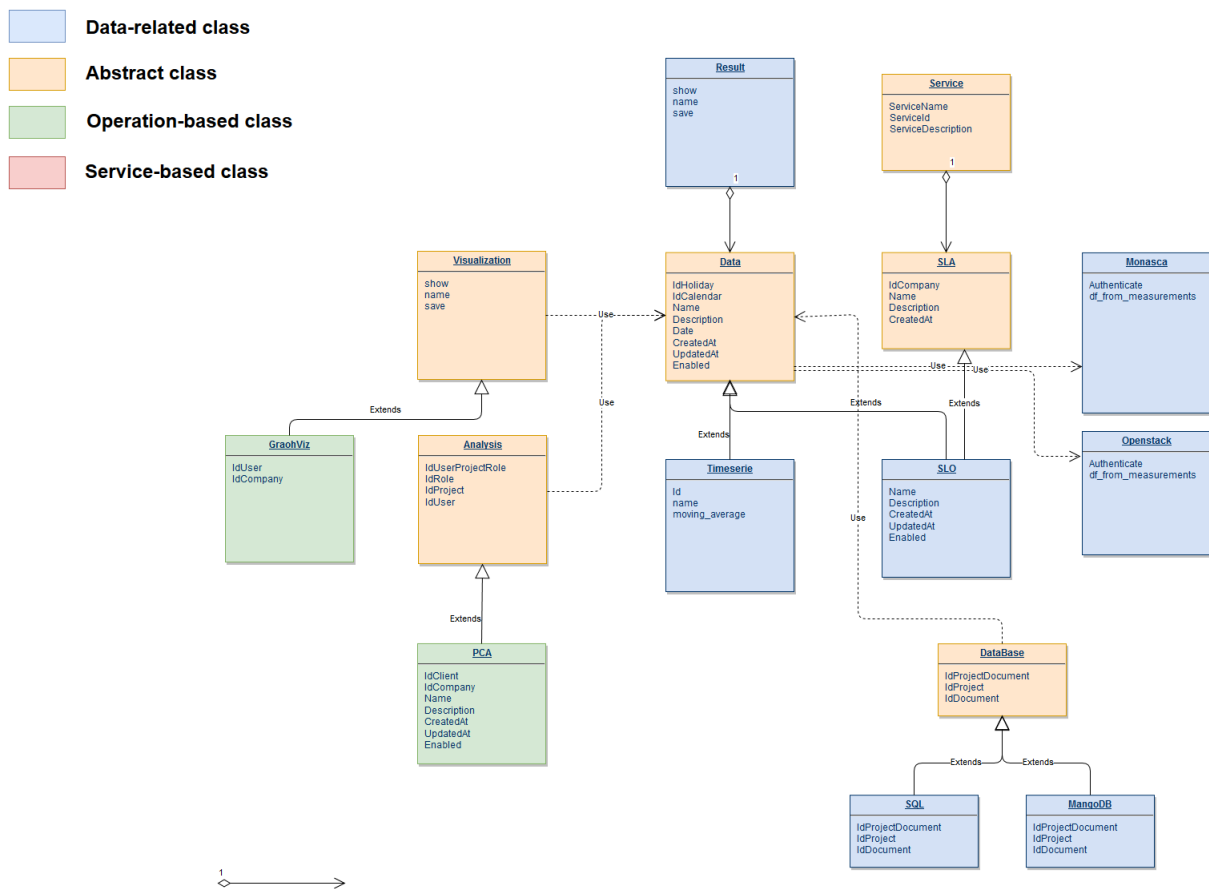 Data-related class
Abstract class
Operation-based class
Service-based class
Result
show
name
save
1
Service
ServiceName
ServiceId
ServiceDescription
1
Visualization
show
name
save
Data
IdHoliday
IdCalendar
Name
Description
Date
CreatedAt
UpdatedAt
Enabled
SLA
IdCompany
Name
Description
CreatedAt
Monasca
Authenticate
df_from_measurements
Use
Use
Use
Use
Extends
Extends
Extends
Extends
GraohViz
IdUser
IdCompany
Analysis
IdUserProjectRole
IdRole
IdProject
IdUser
Timeserie
Id
name
moving_average
SLO
Name
Description
CreatedAt
UpdatedAt
Enabled
Openstack
Authenticate
df_from_measurements
Use
Extends
PCA
IdClient
IdCompany
Name
Description
CreatedAt
UpdatedAt
Enabled
DataBase
IdProjectDocument
IdProject
IdDocument
Extends
Extends
SQL
IdProjectDocument
IdProject
IdDocument
MangoDB
IdProjectDocument
IdProject
IdDocument
1